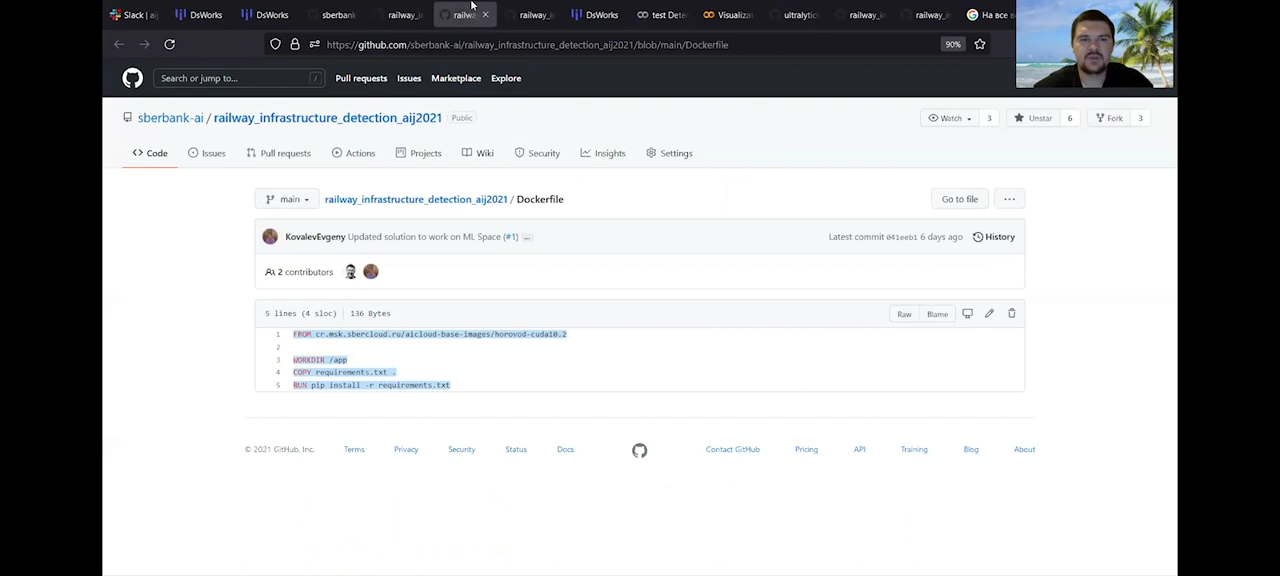 Slack | aij
DsWorks
DsWorks
sberbank
railway_i
railwa
railway_in
DsWorks
test Dete
Visualiza
ultralytic
railway_in
railway_in
На все в
https://github.com/sberbank-ai/railway_infrastructure_detection_aij2021/blob/main/Dockerfile
90%
Search or jump to...
/
Pull requests
Issues
Marketplace
Explore
sberbank-ai / railway_infrastructure_detection_aij2021
Public
Watch
3
Unstar
6
Fork
3
Code
Issues
Pull requests
Actions
Projects
Wiki
Security
Insights
Settings
main
railway_infrastructure_detection_aij2021 / Dockerfile
Go to file
...
KovalevEvgeny Updated solution to work on ML Space (#1) ...
Latest commit 041eeb1 6 days ago
History
2 contributors
5 lines (4 sloc) | 136 Bytes
Raw
Blame
1 FROM cr.msk.sbercloud.ru/aicloud-base-images/horovod-cuda10.2
2
3 WORKDIR /app
4 COPY requirements.txt .
5 RUN pip install -r requirements.txt
© 2021 GitHub, Inc.
Terms
Privacy
Security
Status
Docs
Contact GitHub
Pricing
API
Training
Blog
About